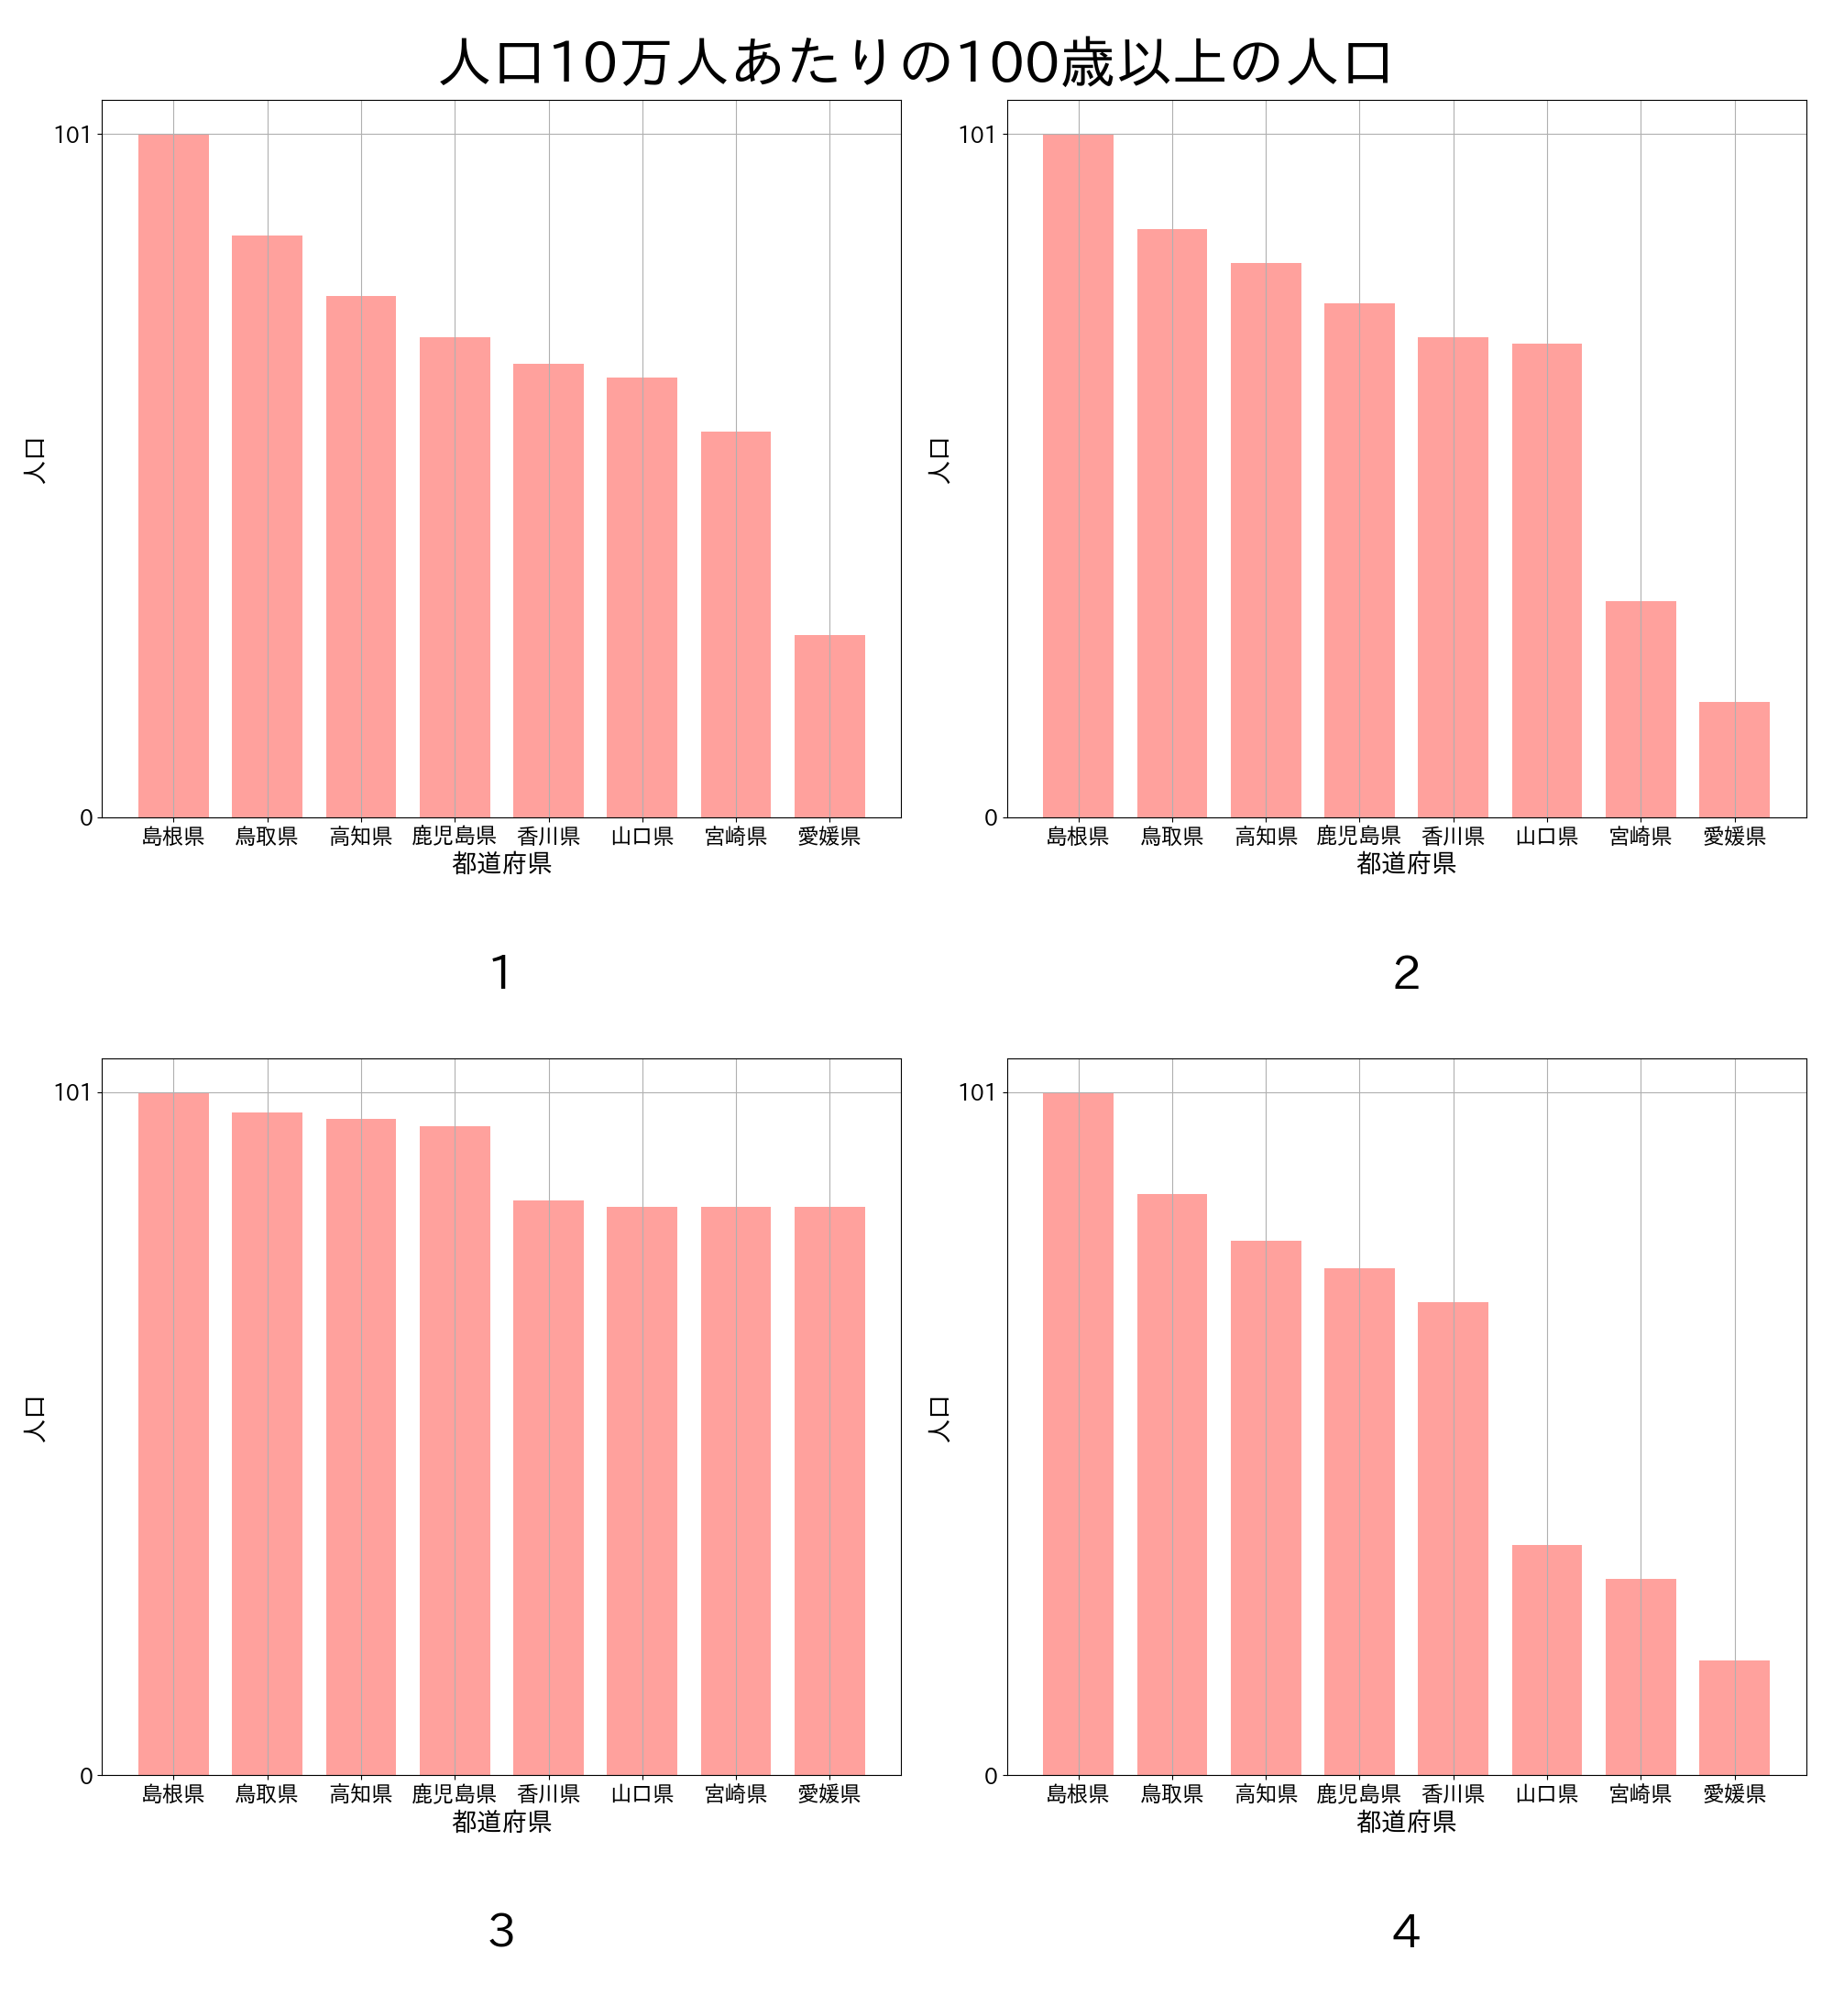 人口10万人あたりの100歳以上の人口
101
0
人口
島根県 鳥取県 高知県 鹿児島県 香川県 山口県 宮崎県 愛媛県
都道府県
1
101
0
人口
島根県 鳥取県 高知県 鹿児島県 香川県 山口県 宮崎県 愛媛県
都道府県
2
101
0
人口
島根県 鳥取県 高知県 鹿児島県 香川県 山口県 宮崎県 愛媛県
都道府県
3
101
0
人口
島根県 鳥取県 高知県 鹿児島県 香川県 山口県 宮崎県 愛媛県
都道府県
4